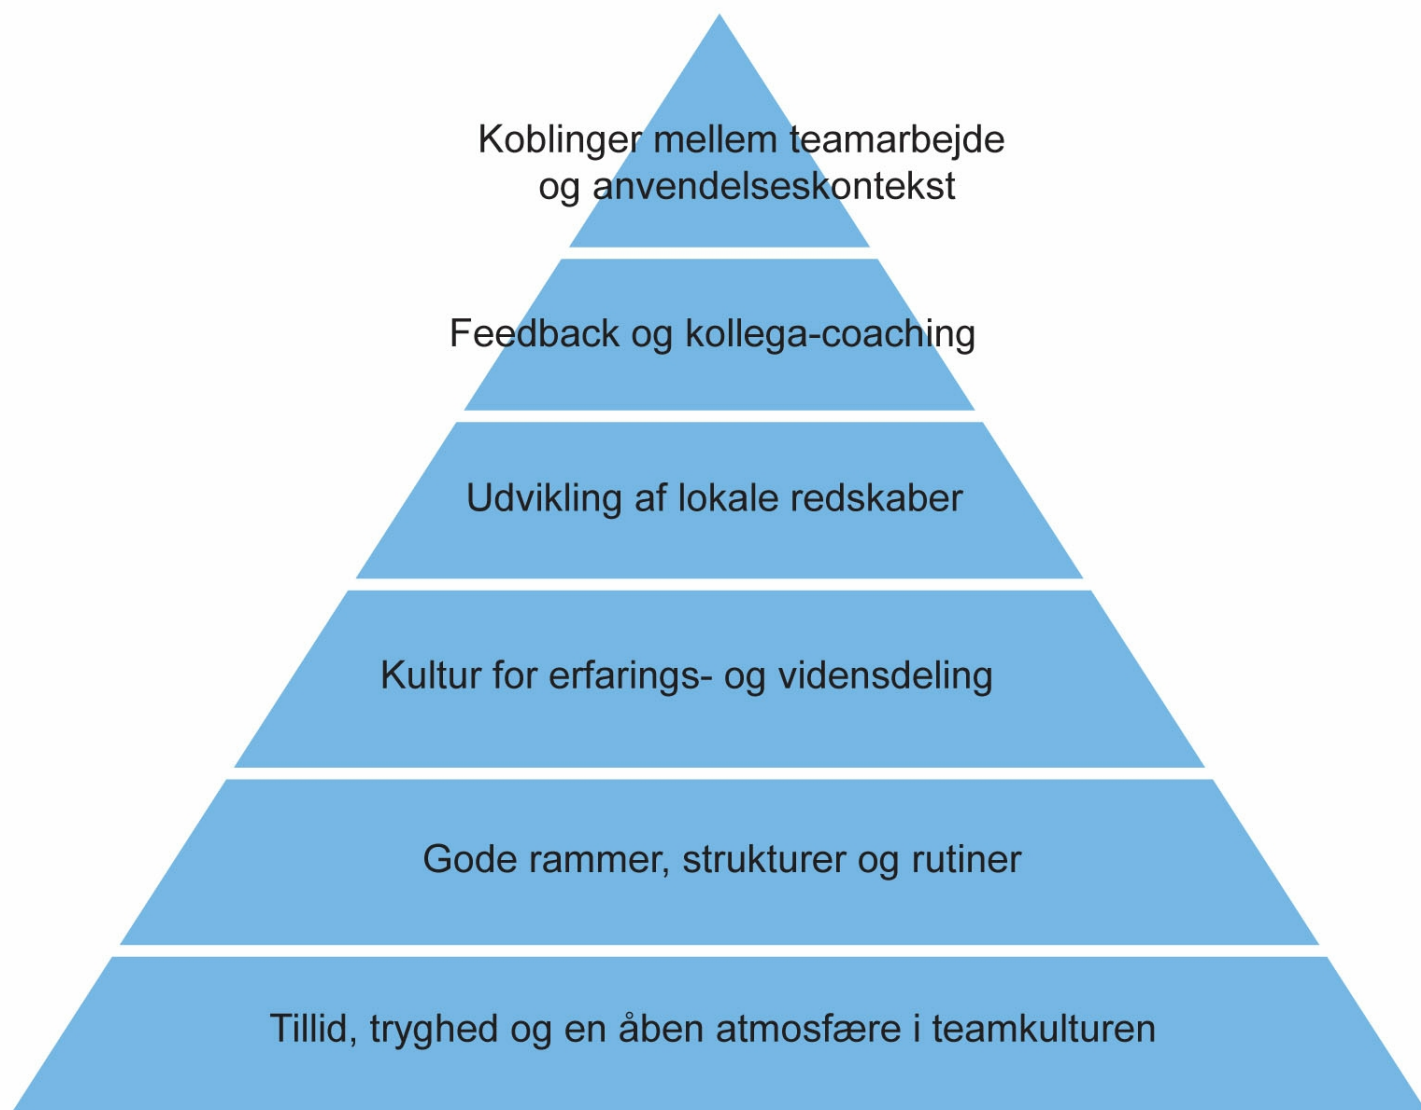 Koblinger mellem teamarbejde
og anvendelseskontekst
Feedback og kollega-coaching
Udvikling af lokale redskaber
Kultur for erfarings- og vidensdeling
Gode rammer, strukturer og rutiner
Tillid, tryghed og en åben atmosfære i teamkulturen